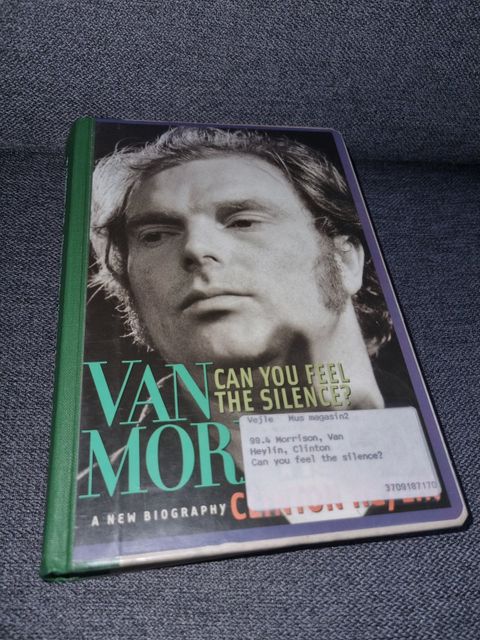 VAN
CAN YOU FEEL
THE SILENCE?
MOR
A NEW BIOGRAPHY
Vejle Mus magasin2
99.4 Morrison, Van
Heylin, Clinton
Can you feel the silence?
3709187170